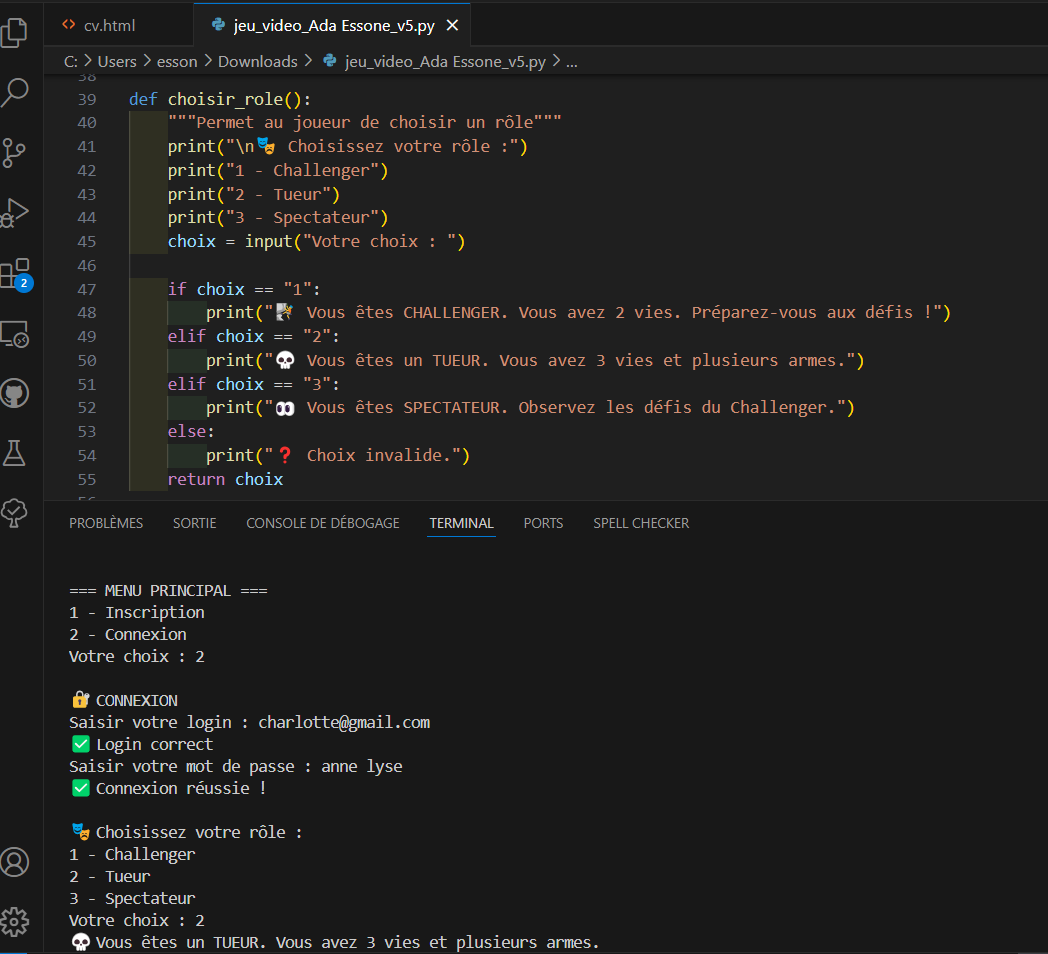 cv.html
jeu_video_Ada Essone_v5.py
C: > Users > esson > Downloads > jeu_video_Ada Essone_v5.py > ...
38
39 def choisir_role():
40 """Permet au joueur de choisir un rôle"""
41 print("\n🎭 Choisissez votre rôle :")
42 print("1 - Challenger")
43 print("2 - Tueur")
44 print("3 - Spectateur")
45 choix = input("Votre choix : ")
46
47 if choix == "1":
48 print(" Vous êtes CHALLENGER. Vous avez 2 vies. Préparez-vous aux défis !")
49 elif choix == "2":
50 print("💀 Vous êtes un TUEUR. Vous avez 3 vies et plusieurs armes.")
51 elif choix == "3":
52 print("👀 Vous êtes SPECTATEUR. Observez les défis du Challenger.")
53 else:
54 print("❓ Choix invalide.")
55 return choix
56
2
PROBLÈMES SORTIE CONSOLE DE DÉBOGAGE TERMINAL PORTS SPELL CHECKER
=== MENU PRINCIPAL ===
1 - Inscription
2 - Connexion
Votre choix : 2
🔐 CONNEXION
Saisir votre login : charlotte@gmail.com
✅ Login correct
Saisir votre mot de passe : anne lyse
✅ Connexion réussie !
🎭 Choisissez votre rôle :
1 - Challenger
2 - Tueur
3 - Spectateur
Votre choix : 2
💀 Vous êtes un TUEUR. Vous avez 3 vies et plusieurs armes.